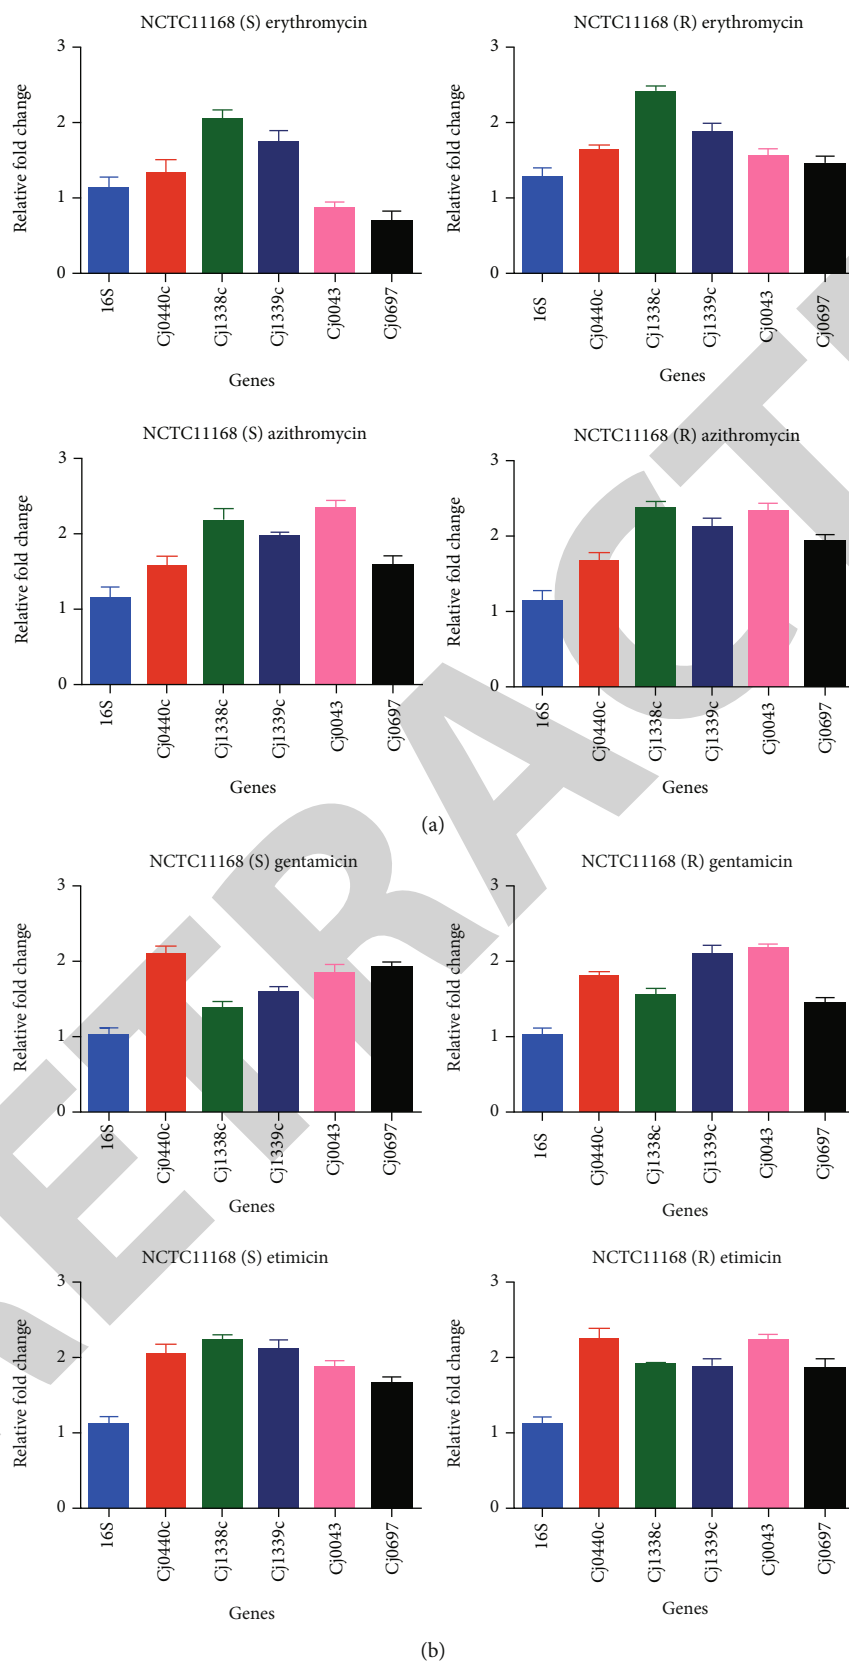 NCTC11168 (S) erythromycin
Relative fold change
3
2
1
0
16S
Cj0440c
Cj1338c
Cj1339c
Cj0043
Cj0697
Genes
NCTC11168 (R) erythromycin
Relative fold change
3
2
1
0
16S
Cj0440c
Cj1338c
Cj1339c
Cj0043
Cj0697
Genes
NCTC11168 (S) azithromycin
Relative fold change
3
2
1
0
16S
Cj0440c
Cj1338c
Cj1339c
Cj0043
Cj0697
Genes
NCTC11168 (R) azithromycin
Relative fold change
3
2
1
0
16S
Cj0440c
Cj1338c
Cj1339c
Cj0043
Cj0697
Genes
(a)
NCTC11168 (S) gentamicin
Relative fold change
3
2
1
0
16S
Cj0440c
Cj1338c
Cj1339c
Cj0043
Cj0697
Genes
NCTC11168 (R) gentamicin
Relative fold change
3
2
1
0
16S
Cj0440c
Cj1338c
Cj1339c
Cj0043
Cj0697
Genes
NCTC11168 (S) etimicin
Relative fold change
3
2
1
0
16S
Cj0440c
Cj1338c
Cj1339c
Cj0043
Cj0697
Genes
NCTC11168 (R) etimicin
Relative fold change
3
2
1
0
16S
Cj0440c
Cj1338c
Cj1339c
Cj0043
Cj0697
Genes
(b)
RETRACT